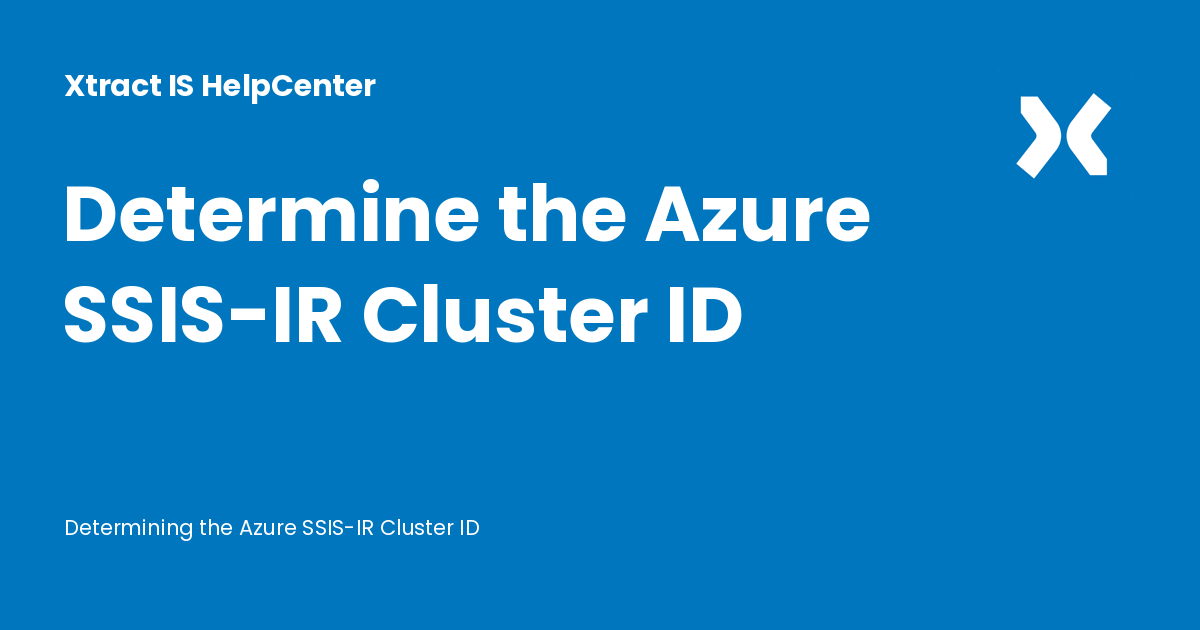 Xtract IS HelpCenter
Determine the Azure
SSIS-IR Cluster ID
Determining the Azure SSIS-IR Cluster ID